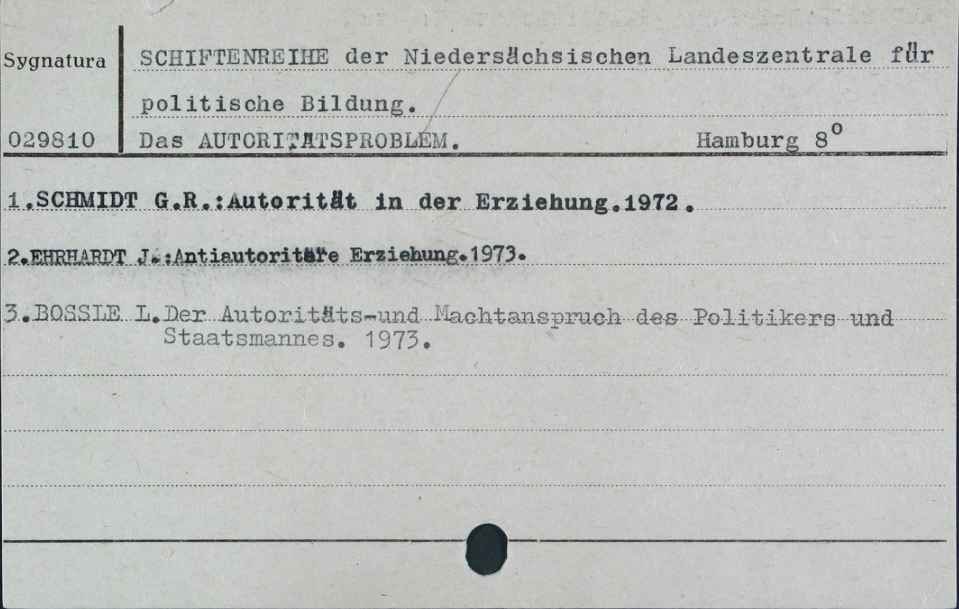 Sygnatura
SCHIFTENREIHE der Niedersächsischen Landeszentrale für
politische Bildung.
029810
Das AUTORITÄTSPROBLEM. Hamburg 8°
1.SCHMIDT G.R.:Autorität in der Erziehung.1972.
2.EHRHARDT J.:Antiautoritäre Erziehung.1973.
3.BOSSLE L.Der Autoritäts-und Machtanspruch des Politikers und
Staatsmannes. 1973.